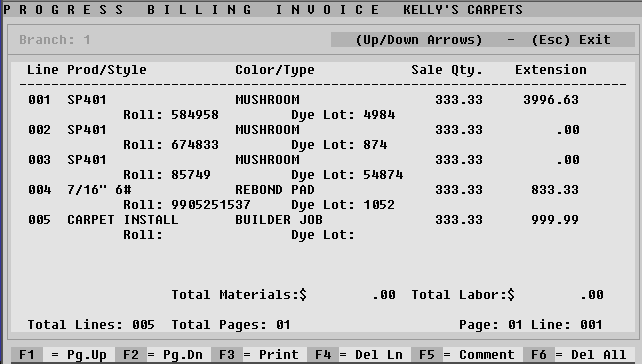 PROGRESS BILLING INVOICE KELLY'S CARPETS
Branch: 1 (Up/Down Arrows) - (Esc) Exit
Line Prod/Style Color/Type Sale Qty. Extension
001 SP401 MUSHROOM 333.33 3996.63
Roll: 584958 Dye Lot: 4984
002 SP401 MUSHROOM 333.33 .00
Roll: 674833 Dye Lot: 874
003 SP401 MUSHROOM 333.33 .00
Roll: 85749 Dye Lot: 54874
004 7/16" 6# REBOND PAD 333.33 833.33
Roll: 9905251537 Dye Lot: 1052
005 CARPET INSTALL BUILDER JOB 333.33 999.99
Roll: Dye Lot:
Total Materials:$ .00 Total Labor:$ .00
Total Lines: 005 Total Pages: 01 Page: 01 Line: 001
F1 = Pg.Up F2 = Pg.Dn F3 = Print F4 = Del Ln F5 = Comment F6 = Del All